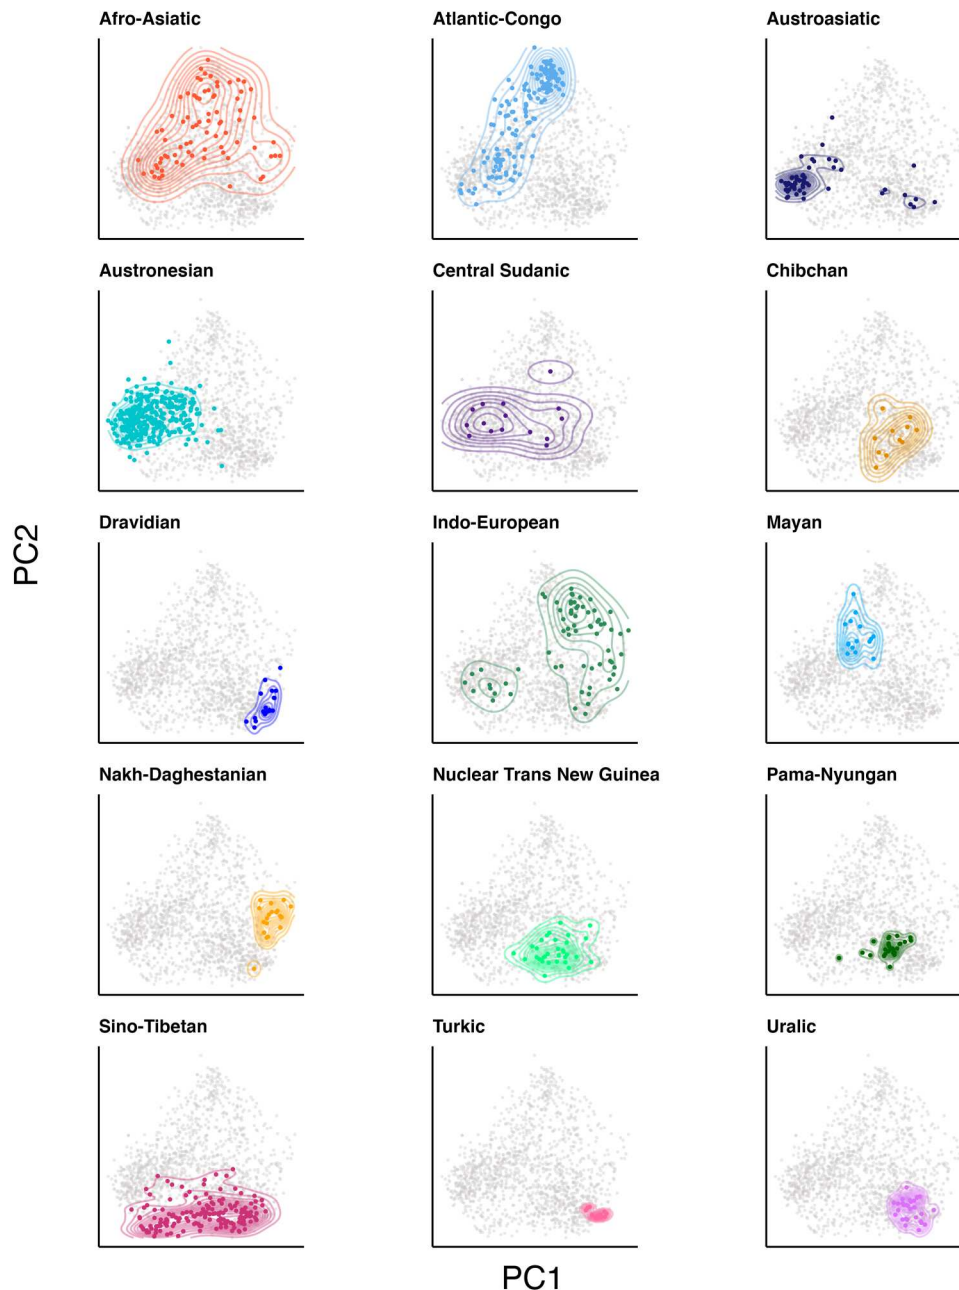 Afro-Asiatic
Atlantic-Congo
Austroasiatic
Austronesian
Central Sudanic
Chibchan
Dravidian
Indo-European
Mayan
Nakh-Daghestanian
Nuclear Trans New Guinea
Pama-Nyungan
Sino-Tibetan
Turkic
Uralic
PC2
PC1